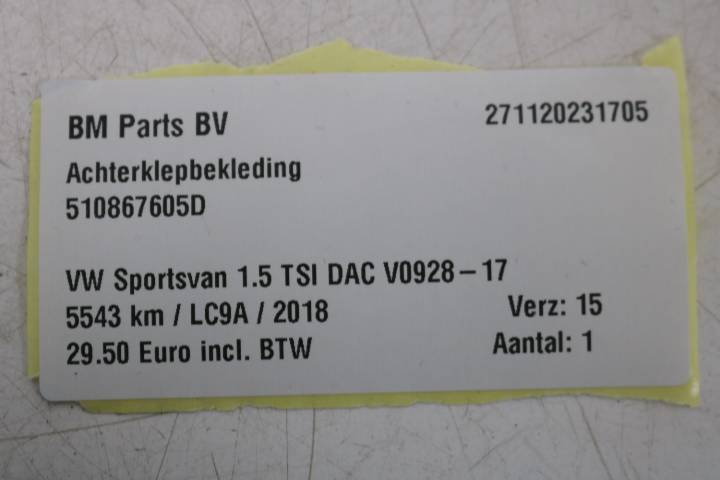 BM Parts BV 271120231705
Achterklepbekleding
510867605D
VW Sportsvan 1.5 TSI DAC V0928-17
5543 km / LC9A / 2018 Verz: 15
29.50 Euro incl. BTW Aantal: 1